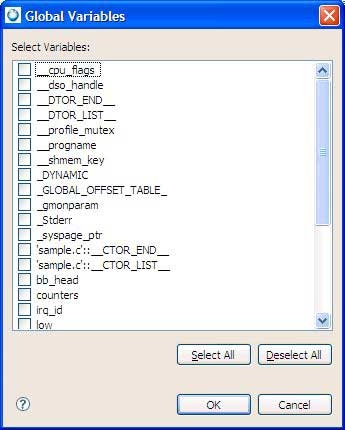 Global Variables
Select Variables:
__cpu_flags
__dso_handle
__DTOR_END__
__DTOR_LIST__
__profile_mutex
__progname
__shmem_key
_DYNAMIC
_GLOBAL_OFFSET_TABLE_
_gmonparam
_Stderr
_syspage_ptr
'sample.c'::__CTOR_END__
'sample.c'::__CTOR_LIST__
bb_head
counters
irq_id
low
Select All Deselect All
? OK Cancel